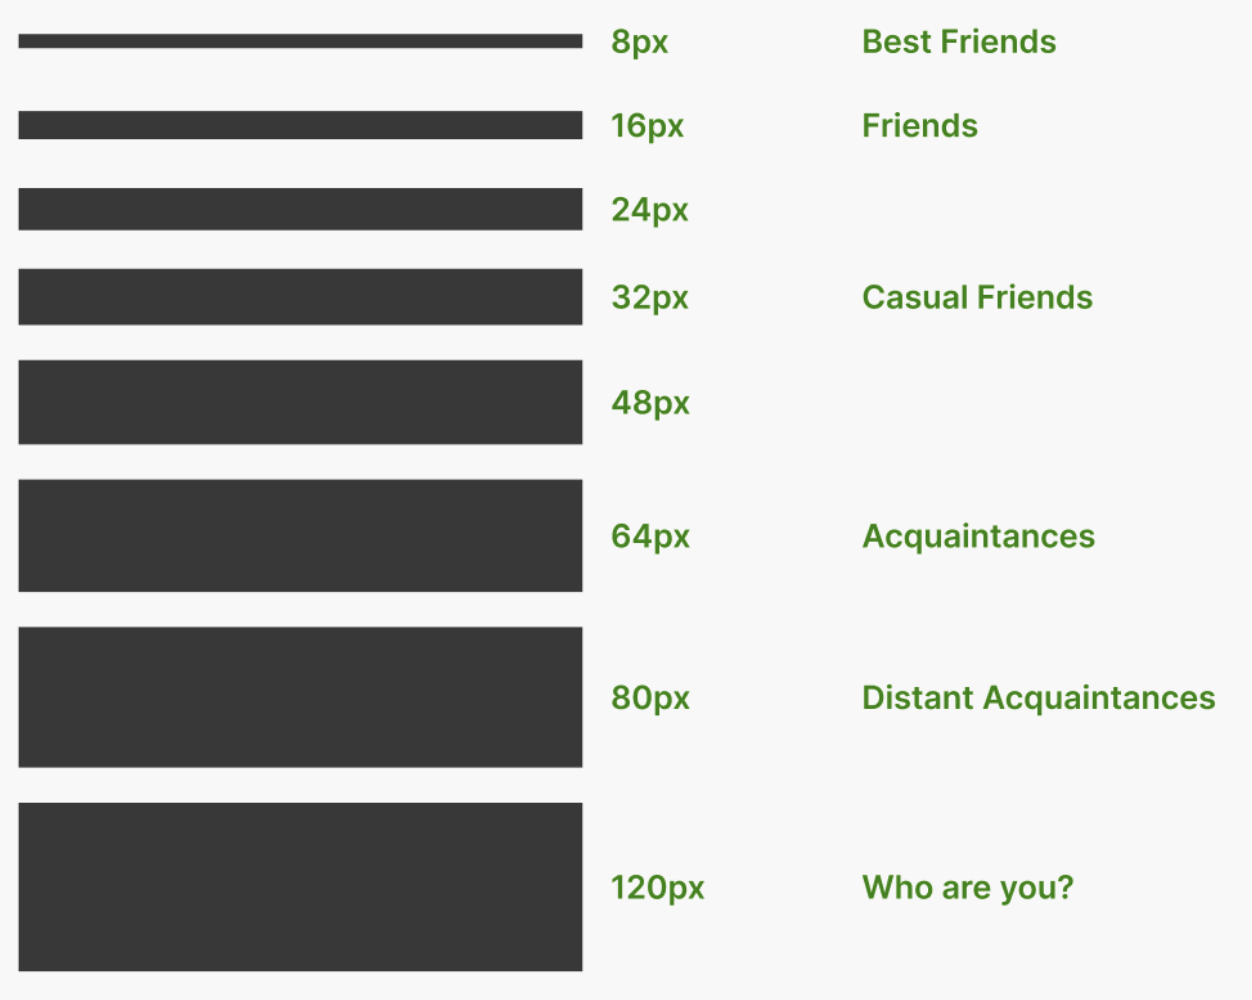 8px Best Friends
16px Friends
24px
32px Casual Friends
48px
64px Acquaintances
80px Distant Acquaintances
120px Who are you?